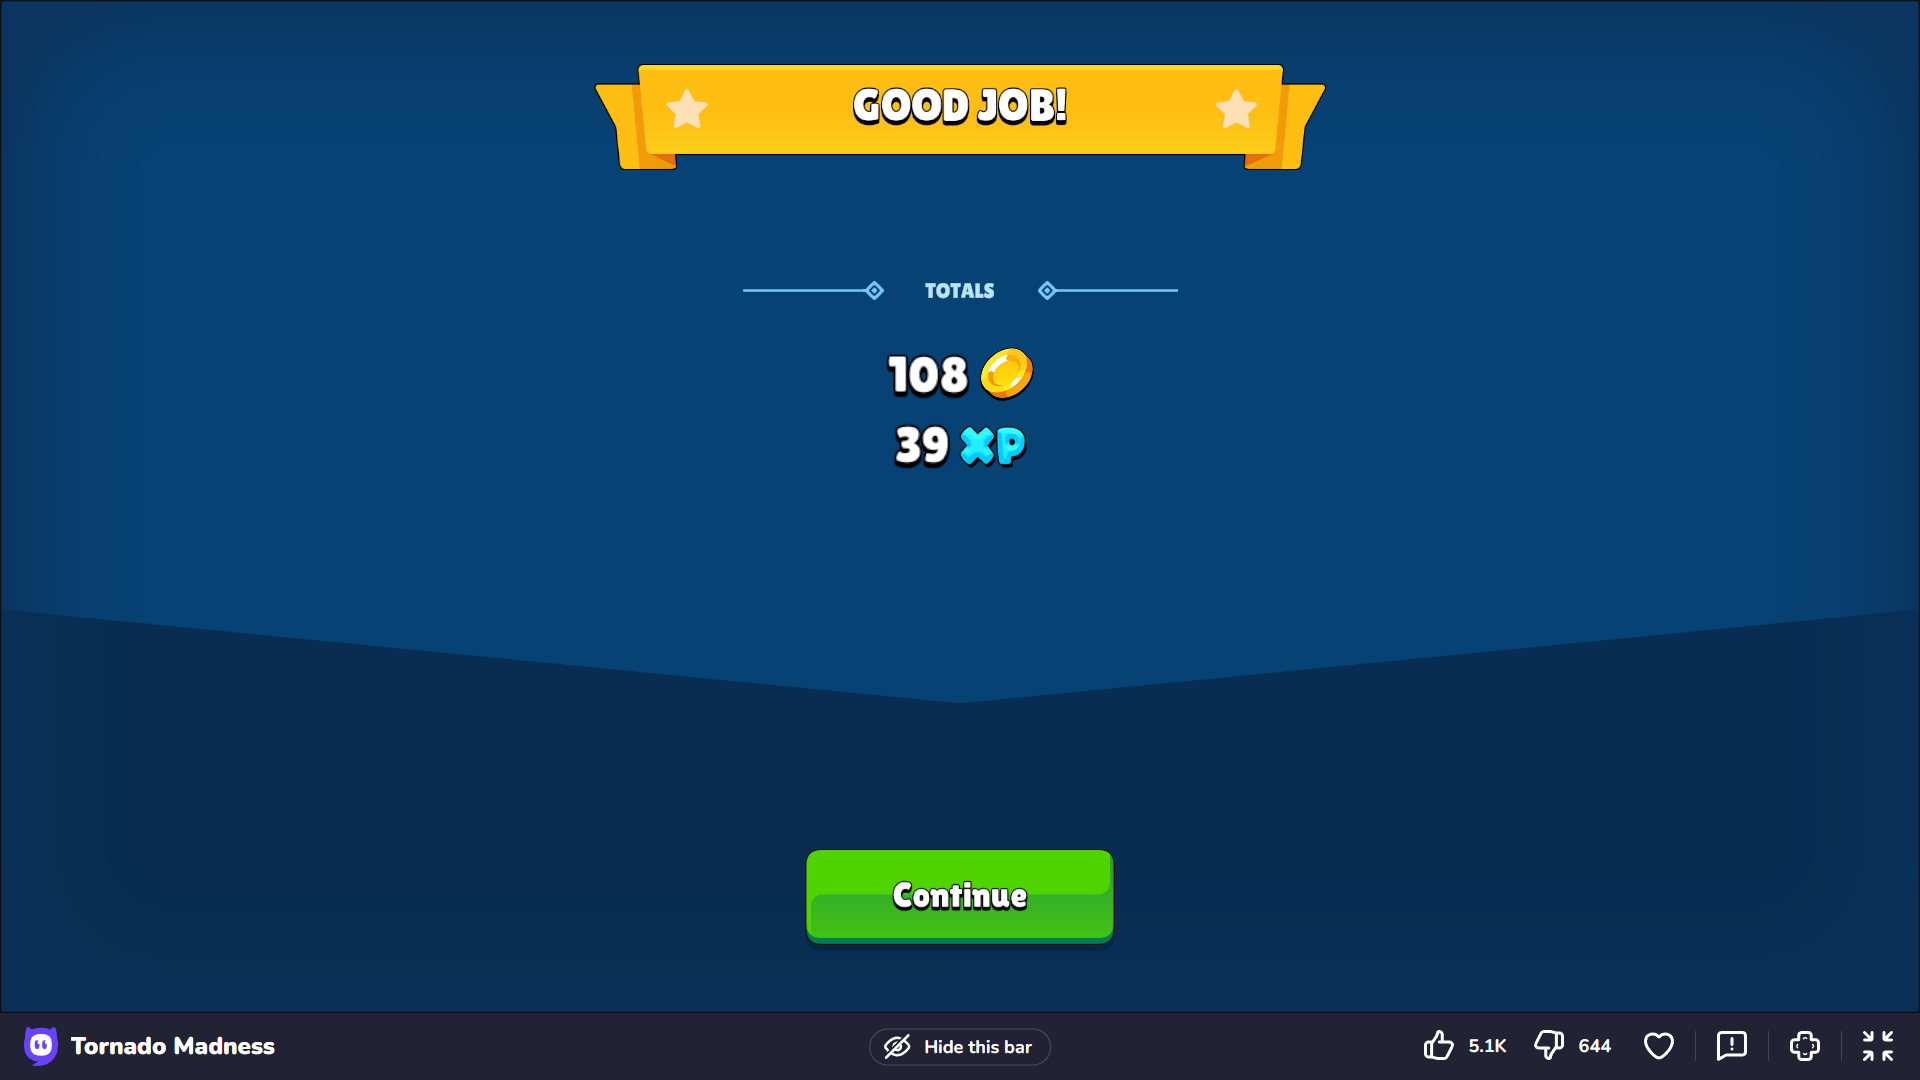 GOOD JOB!
TOTALS
108
39 XP
Continue
Tornado Madness
Hide this bar
5.1K
644